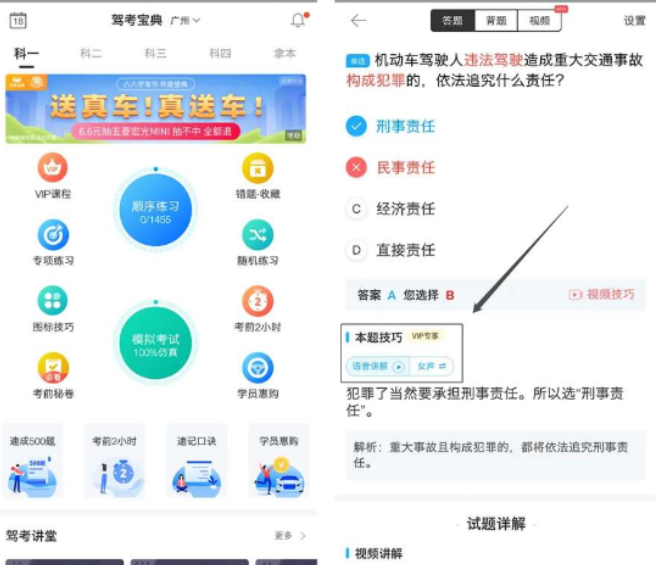 18
驾考宝典 广州
科一 科二 科三 科四 拿本
六六学车节 年度盛典
送真车!真送车!
6.6元抽五菱宏光MINI 抽不中 全额退
活动
VIP
VIP课程
顺序练习
0/1455
错题·收藏
专项练习
随机练习
图标技巧
模拟考试
100%仿真
2
考前2小时
必看
考前秘卷
学员惠购
速成500题
考前2小时
速记口诀
学员惠购
500题
2
驾考讲堂
更多
答题 背题 视频
设置
单选 机动车驾驶人违法驾驶造成重大交通事故
构成犯罪的，依法追究什么责任？
刑事责任
民事责任
C 经济责任
D 直接责任
答案 A 您选择 B
视频技巧
本题技巧 VIP专享
语音讲解 女声
犯罪了当然要承担刑事责任。所以选“刑事责
任”。
解析：重大事故且构成犯罪的，都将依法追究刑事责
任。
试题详解
视频讲解